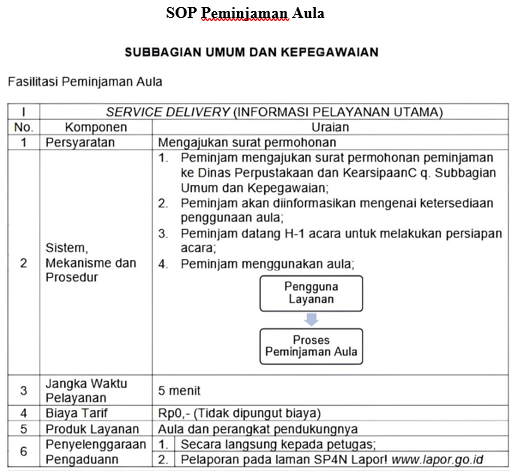 SOP Peminjaman Aula
SUBBAGIAN UMUM DAN KEPEGAWAIAN
Fasilitasi Peminjaman Aula
I SERVICE DELIVERY (INFORMASI PELAYANAN UTAMA)
No. Komponen Uraian
1 Persyaratan Mengajukan surat permohonan
2 Sistem, Mekanisme dan Prosedur
1. Peminjam mengajukan surat permohonan peminjaman
ke Dinas Perpustakaan dan KearsipaanC q. Subbagian
Umum dan Kepegawaian;
2. Peminjam akan diinformasikan mengenai ketersediaan
penggunaan aula;
3. Peminjam datang H-1 acara untuk melakukan persiapan
acara;
4. Peminjam menggunakan aula;
Pengguna
Layanan
Proses
Peminjaman Aula
3 Jangka Waktu
Pelayanan 5 menit
4 Biaya Tarif Rp0,- (Tidak dipungut biaya)
5 Produk Layanan Aula dan perangkat pendukungnya
6 Penyelenggaraan
Pengaduann
1. Secara langsung kepada petugas;
2. Pelaporan pada laman SP4N Lapor! www.lapor.go.id